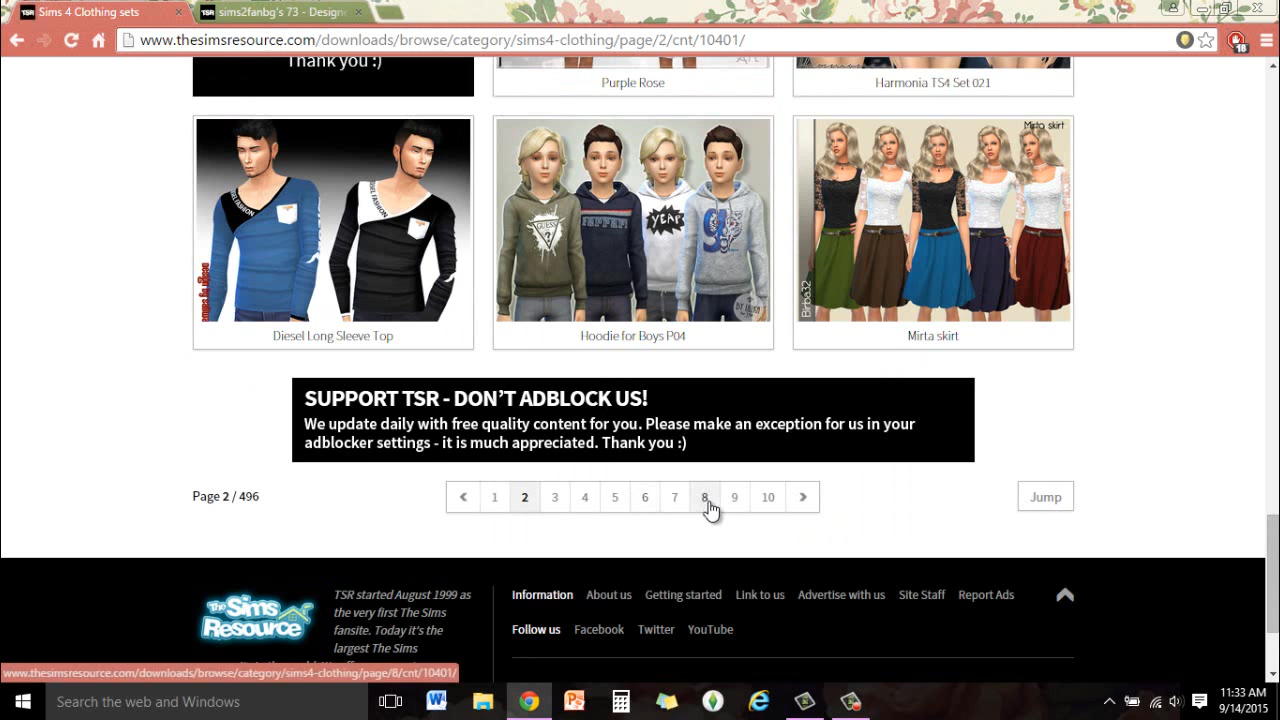 Sims 4 Clothing sets
sims2fanbg's 73 - Designe
www.thesimsresource.com/downloads/browse/category/sims4-clothing/page/2/cnt/10401/
18
Thank you :)
Purple Rose
Harmonia TS4 Set 021
Mirta skirt
DIESEL FASHION
GUESS
?
FERRARI
YEAH
Birba32
Diesel Long Sleeve Top
Hoodie for Boys P04
Mirta skirt
SUPPORT TSR - DON'T ADBLOCK US!
We update daily with free quality content for you. Please make an exception for us in your
adblocker settings - it is much appreciated. Thank you :)
Page 2 / 496
1 2 3 4 5 6 7 8 9 10
Jump
The Sims
Resource
TSR started August 1999 as
the very first The Sims
fansite. Today it's the
largest The Sims
Information About us Getting started Link to us Advertise with us Site Staff Report Ads
Follow us Facebook Twitter YouTube
www.thesimsresource.com/downloads/browse/category/sims4-clothing/page/8/cnt/10401/
Search the web and Windows
11:33 AM
9/14/2015